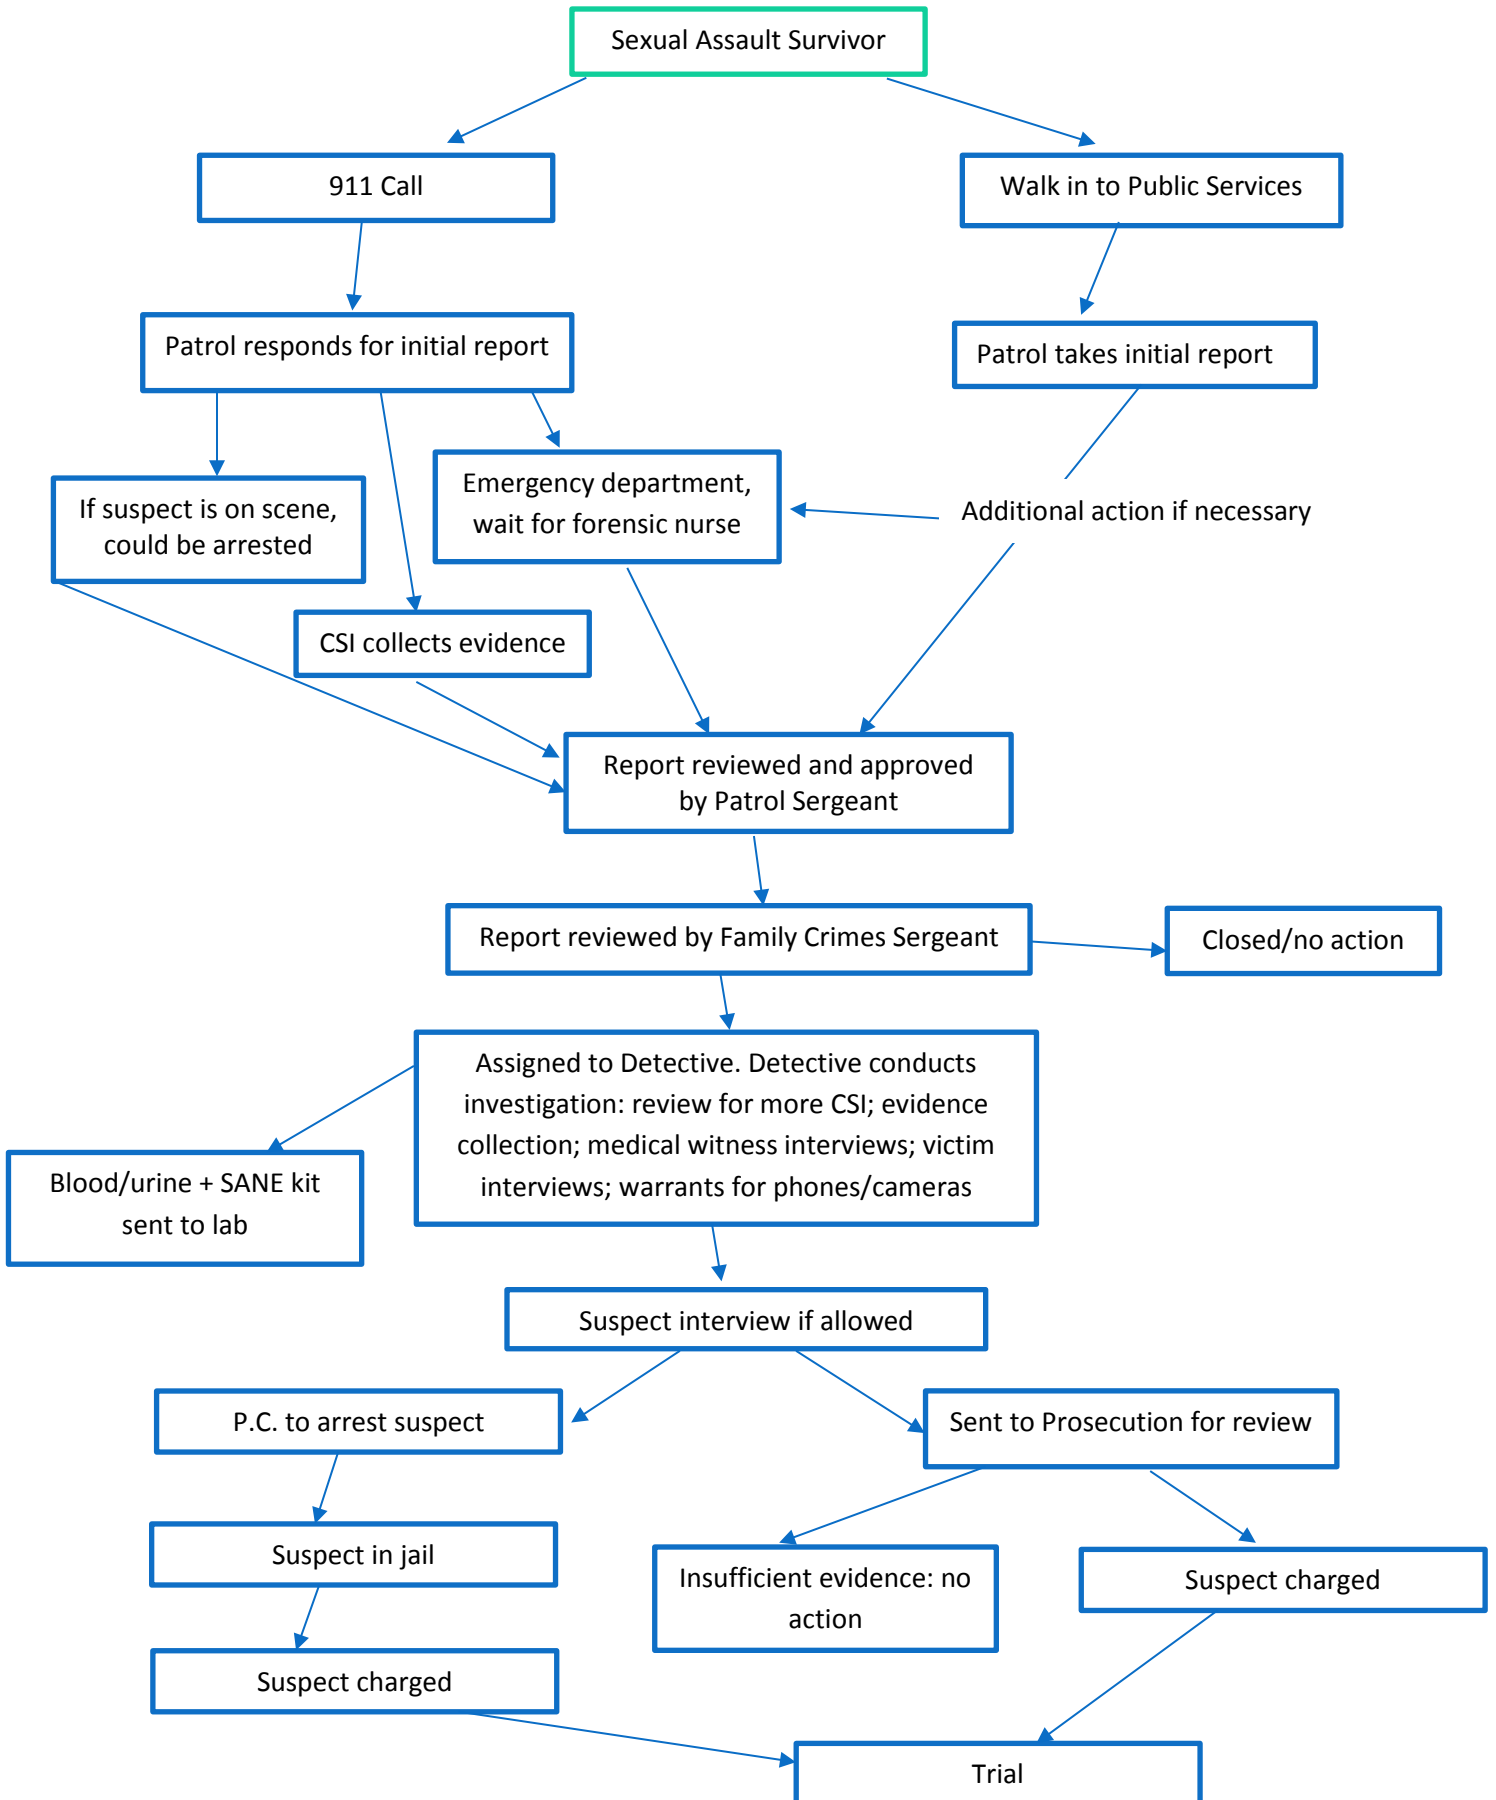 Sexual Assault Survivor
911 Call
Walk in to Public Services
Patrol responds for initial report
Patrol takes initial report
If suspect is on scene,
could be arrested
Emergency department,
wait for forensic nurse
Additional action if necessary
CSI collects evidence
Report reviewed and approved
by Patrol Sergeant
Report reviewed by Family Crimes Sergeant
Closed/no action
Assigned to Detective. Detective conducts
investigation: review for more CSI; evidence
collection; medical witness interviews; victim
interviews; warrants for phones/cameras
Blood/urine + SANE kit
sent to lab
Suspect interview if allowed
P.C. to arrest suspect
Sent to Prosecution for review
Suspect in jail
Insufficient evidence: no
action
Suspect charged
Suspect charged
Trial